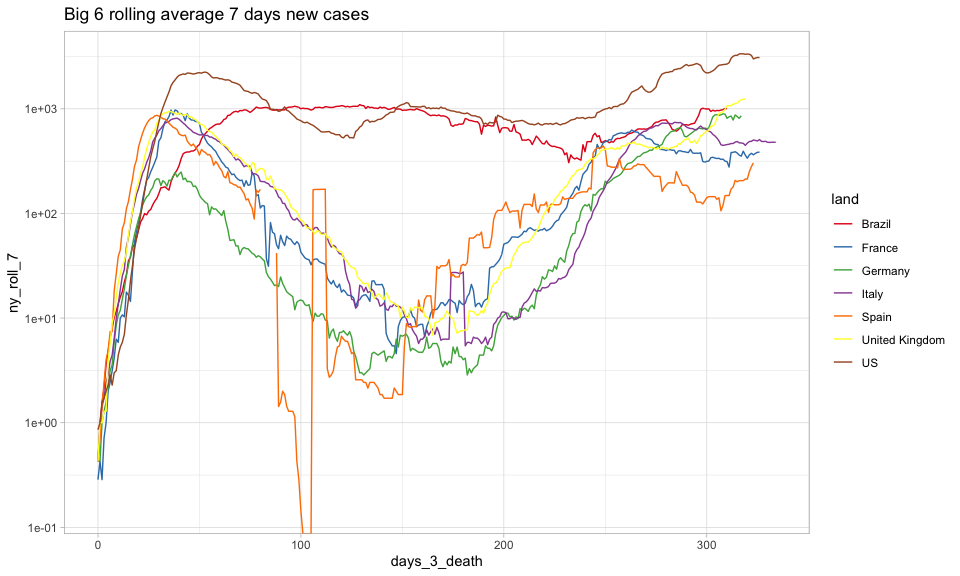 Big 6 rolling average 7 days new cases
1e+03
1e+02
1e+01
1e+00
1e-01
ny_roll_7
0 100 200 300
days_3_death
land
Brazil
France
Germany
Italy
Spain
United Kingdom
US